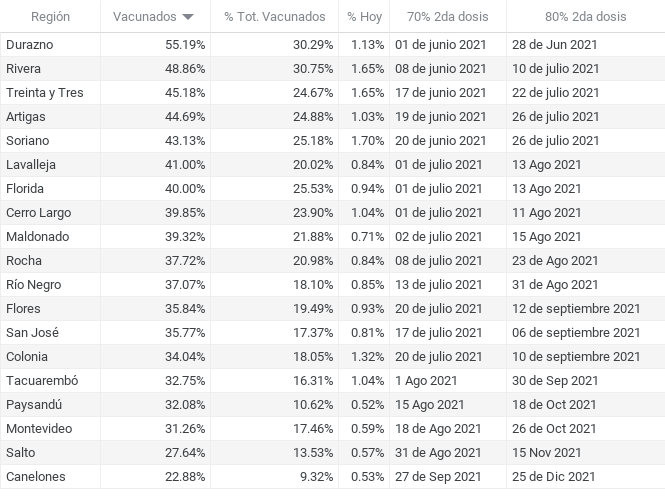 Región Vacunados % Tot. Vacunados % Hoy 70% 2da dosis 80% 2da dosis
Durazno 55.19% 30.29% 1.13% 01 de junio 2021 28 de Jun 2021
Rivera 48.86% 30.75% 1.65% 08 de junio 2021 10 de julio 2021
Treinta y Tres 45.18% 24.67% 1.65% 17 de junio 2021 22 de julio 2021
Artigas 44.69% 24.88% 1.03% 19 de junio 2021 26 de julio 2021
Soriano 43.13% 25.18% 1.70% 20 de junio 2021 26 de julio 2021
Lavalleja 41.00% 20.02% 0.84% 01 de julio 2021 13 Ago 2021
Florida 40.00% 25.53% 0.94% 01 de julio 2021 13 Ago 2021
Cerro Largo 39.85% 23.90% 1.04% 01 de julio 2021 11 Ago 2021
Maldonado 39.32% 21.88% 0.71% 02 de julio 2021 15 Ago 2021
Rocha 37.72% 20.98% 0.84% 08 de julio 2021 23 de Ago 2021
Río Negro 37.07% 18.10% 0.85% 13 de julio 2021 31 de Ago 2021
Flores 35.84% 19.49% 0.93% 20 de julio 2021 12 de septiembre 2021
San José 35.77% 17.37% 0.81% 17 de julio 2021 06 de septiembre 2021
Colonia 34.04% 18.05% 1.32% 20 de julio 2021 10 de septiembre 2021
Tacuarembó 32.75% 16.31% 1.04% 1 Ago 2021 30 de Sep 2021
Paysandú 32.08% 10.62% 0.52% 15 Ago 2021 18 de Oct 2021
Montevideo 31.26% 17.46% 0.59% 18 de Ago 2021 26 de Oct 2021
Salto 27.64% 13.53% 0.57% 31 de Ago 2021 15 Nov 2021
Canelones 22.88% 9.32% 0.53% 27 de Sep 2021 25 de Dic 2021